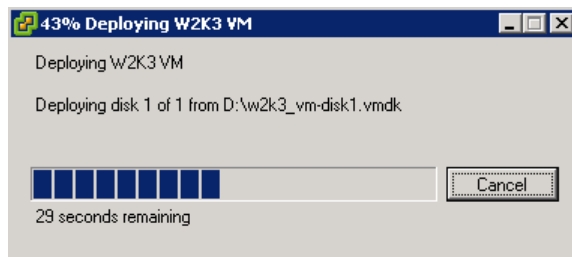 43% Deploying W2K3 VM
Deploying W2K3 VM
Deploying disk 1 of 1 from D:\w2k3_vm-disk1.vmdk
Cancel
29 seconds remaining